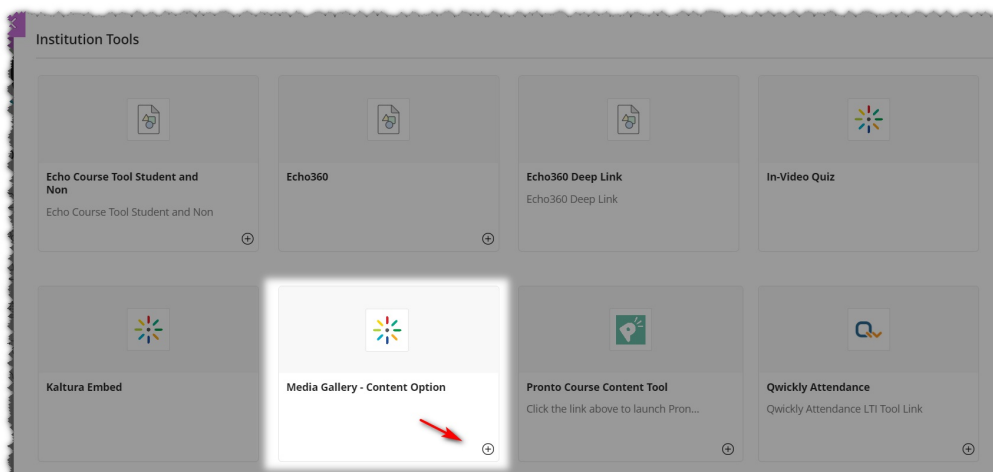 Institution Tools
Echo Course Tool Student and
Non
Echo Course Tool Student and Non
Echo360
Echo360 Deep Link
Echo360 Deep Link
In-Video Quiz
Kaltura Embed
Media Gallery - Content Option
Pronto Course Content Tool
Click the link above to launch Pron...
Qwickly Attendance
Qwickly Attendance LTI Tool Link